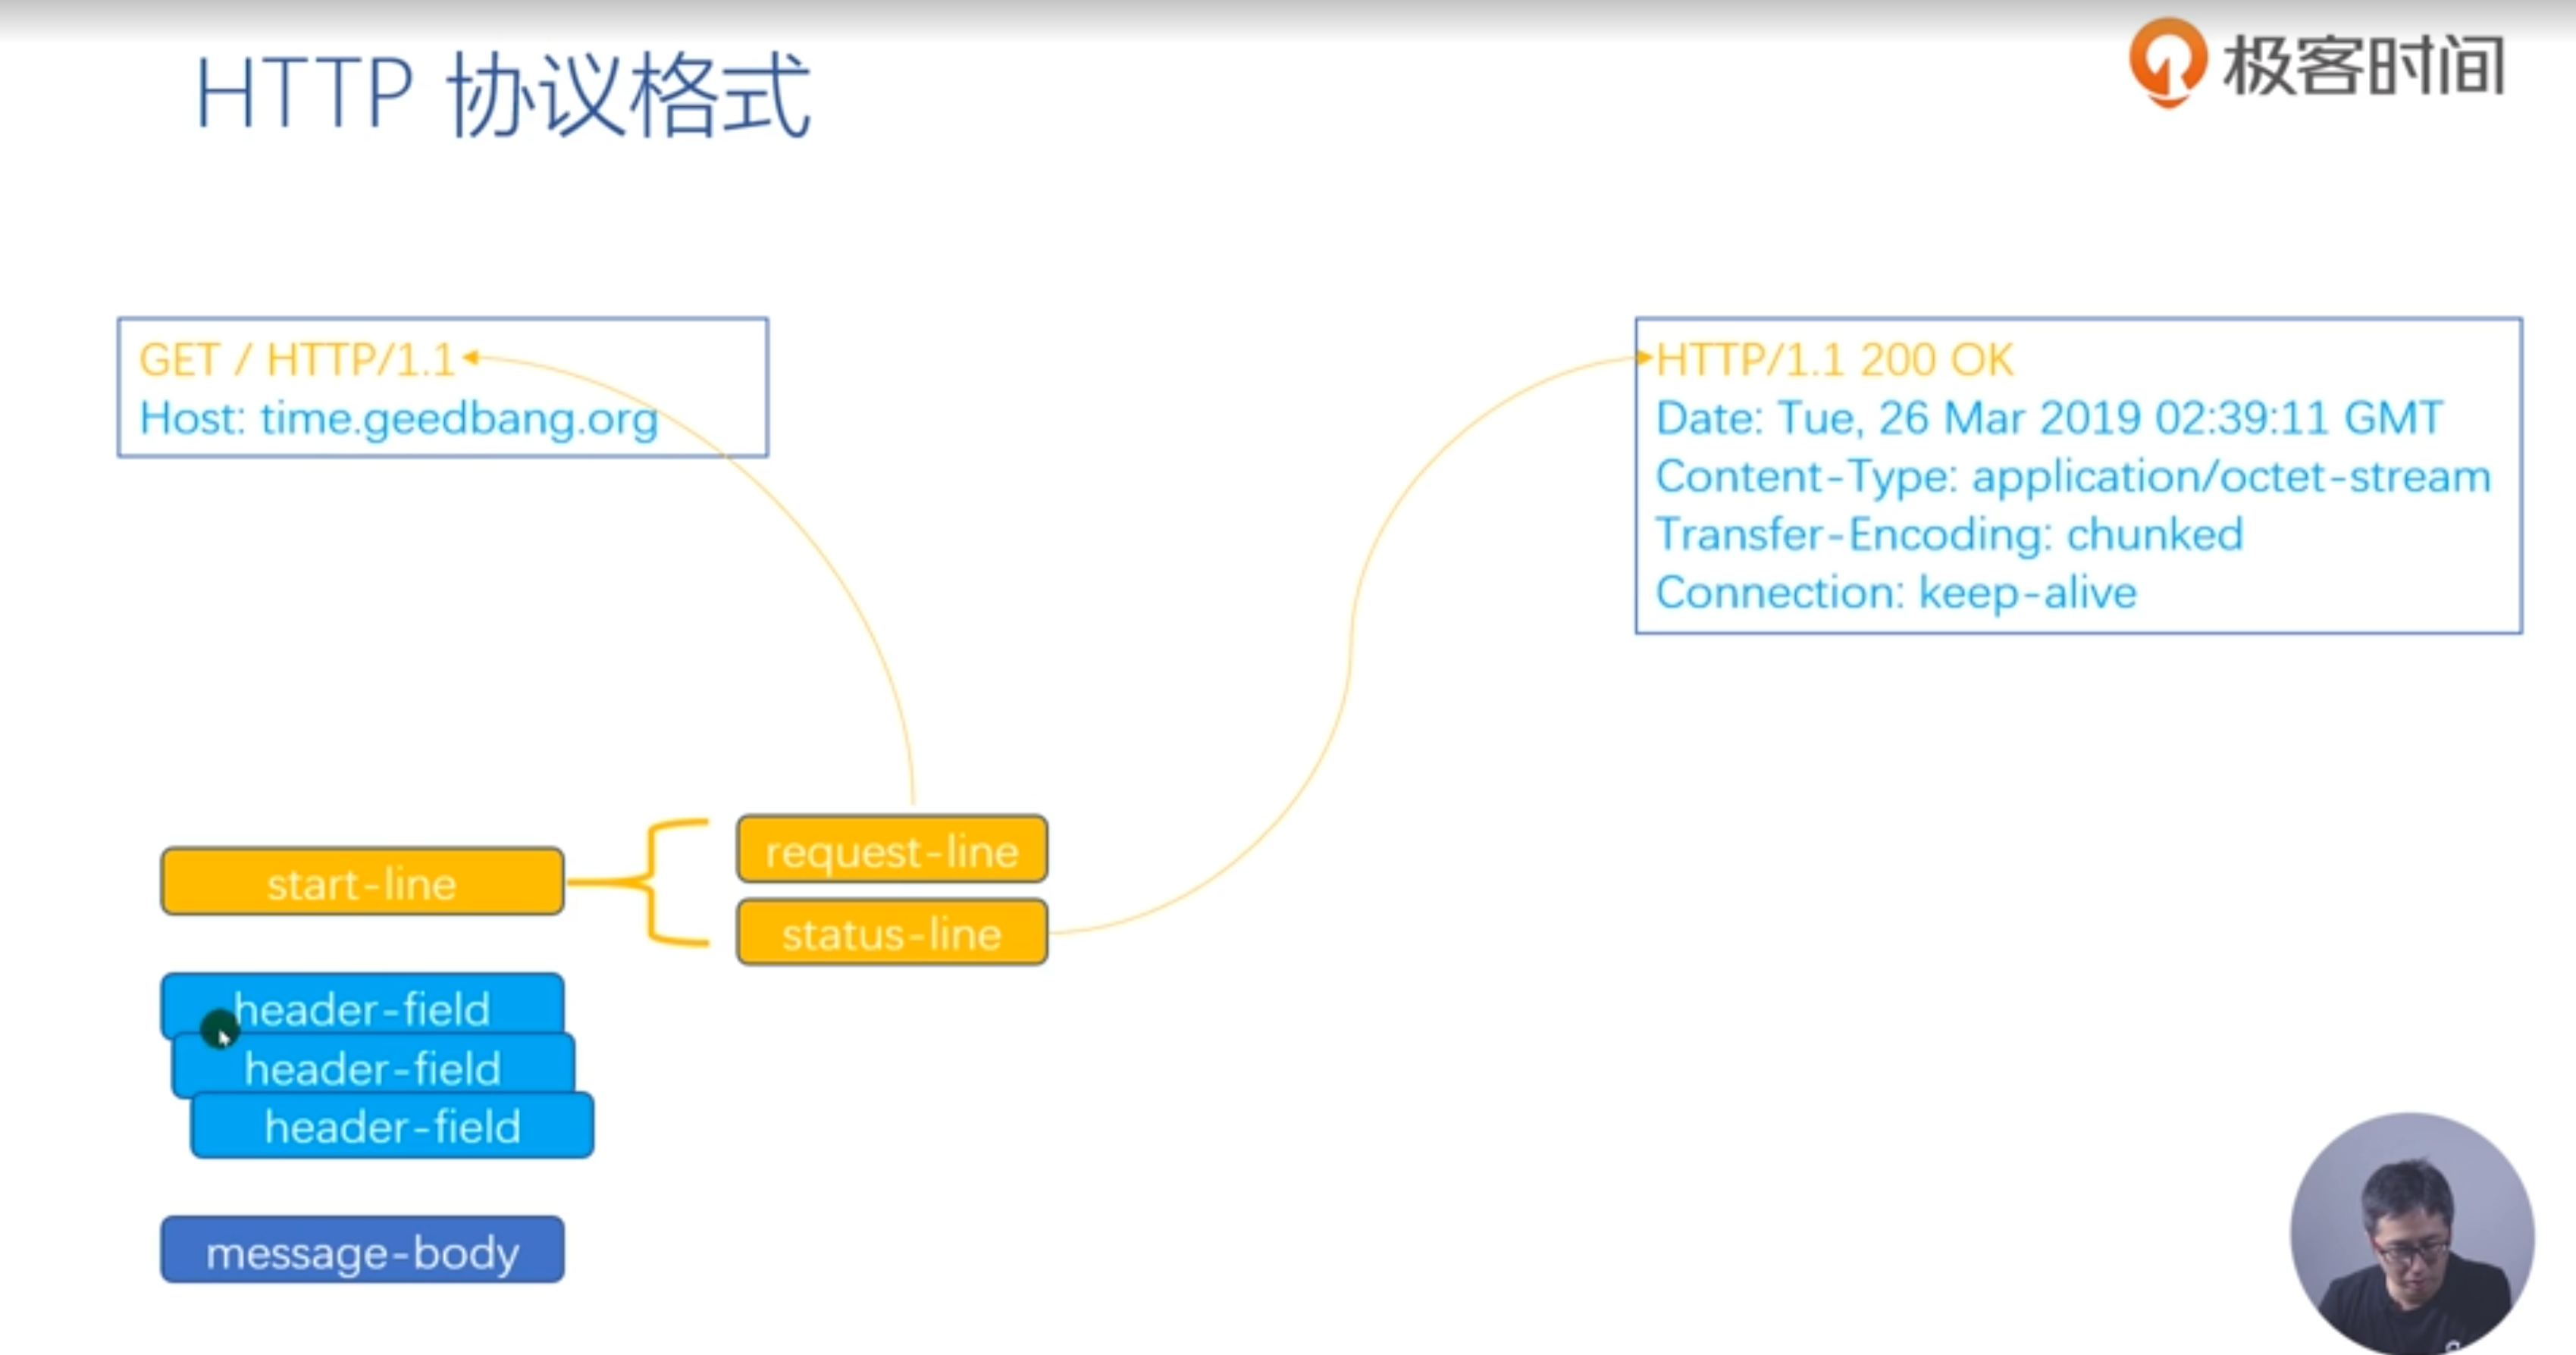 HTTP 协议格式
极客时间
GET / HTTP/1.1
Host: time.geedbang.org
HTTP/1.1 200 OK
Date: Tue, 26 Mar 2019 02:39:11 GMT
Content-Type: application/octet-stream
Transfer-Encoding: chunked
Connection: keep-alive
start-line
request-line
status-line
header-field
header-field
header-field
message-body